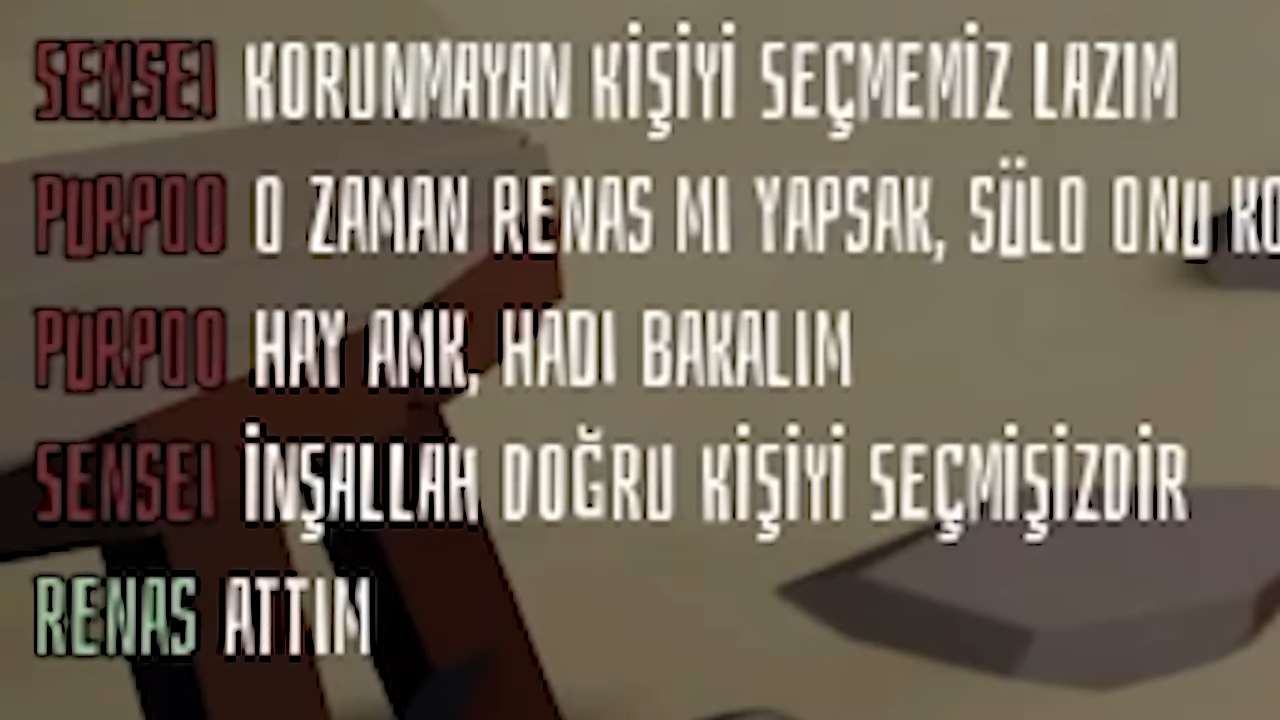 SENSEI KORUNMAYAN KİŞİYİ SEÇMEMİZ LAZIM
PURPOO O ZAMAN RENAS MI YAPSAK, SÜLO ONU
PURPOO HAY AMK, HADI BAKALIM
SENSEI İNŞALLAH DOĞRU KİŞİYİ SEÇMİŞİZDİR
RENAS ATTIM